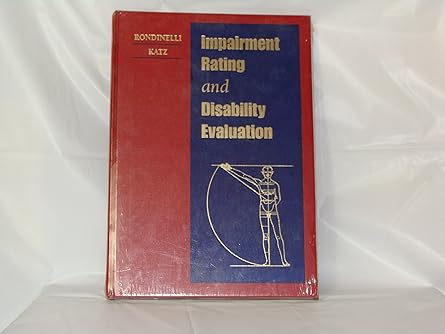 RONDINELLI
KATZ
Impairment
Rating
and
Disability
Evaluation